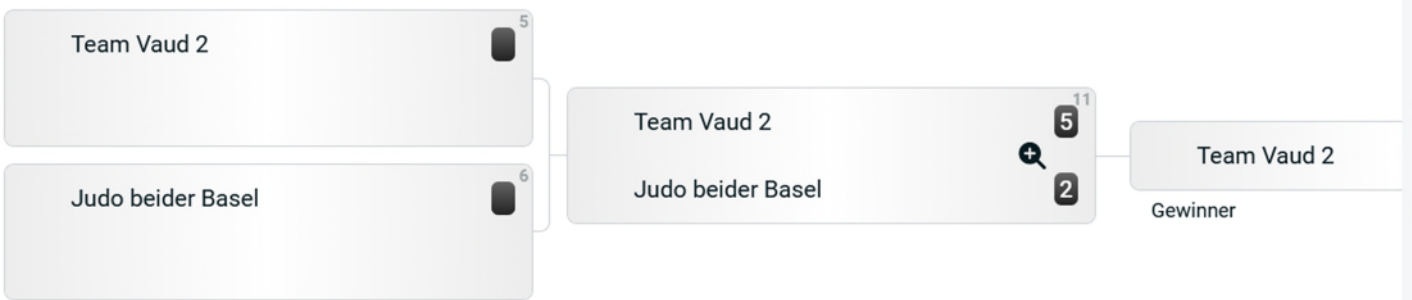 5
Team Vaud 2
6
Judo beider Basel
11
Team Vaud 2 5
Judo beider Basel 2
Team Vaud 2
Gewinner